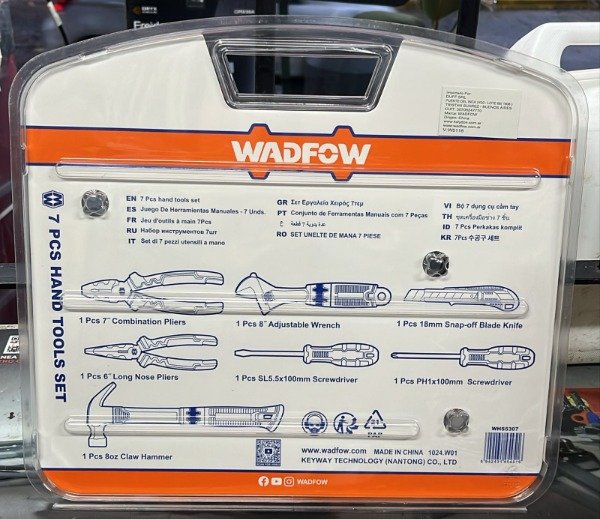 Importado Por:
WADFOW
7 PCS HAND TOOLS SET
EN 7 Pcs hand tools set
ES Juego De Herramientas Manuales - 7 Unds.
FR Jeu d'outils à main 7Pcs
RU Набор инструментов 7шт
IT Set di 7 pezzi utensili a mano
GR Σετ Εργαλεία Χειρός 7τεμ
PT Conjunto de Ferramentas Manuais com 7 Peças
RO SET UNELTE DE MANA 7 PIESE
VI Bộ 7 dụng cụ cầm tay
TH ชุดเครื่องมือช่าง 7 ชิ้น
ID 7 Pcs Perkakas komplit
KR 7Pcs 수공구 세트
1 Pcs 7" Combination Pliers
1 Pcs 8" Adjustable Wrench
1 Pcs 18mm Snap-off Blade Knife
1 Pcs 6" Long Nose Pliers
1 Pcs SL5.5x100mm Screwdriver
1 Pcs PH1x100mm Screwdriver
1 Pcs 8oz Claw Hammer
www.wadfow.com MADE IN CHINA 1024.W01
KEYWAY TECHNOLOGY (NANTONG) CO., LTD
WHS5307
WADFOW